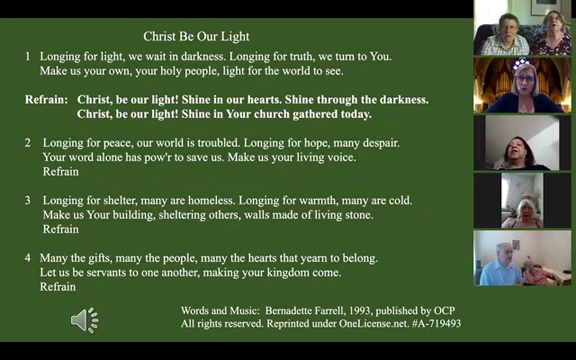 Christ Be Our Light
1 Longing for light, we wait in darkness. Longing for truth, we turn to You.
Make us your own, your holy people, light for the world to see.
Refrain: Christ, be our light! Shine in our hearts. Shine through the darkness.
Christ, be our light! Shine in Your church gathered today.
2 Longing for peace, our world is troubled. Longing for hope, many despair.
Your word alone has pow'r to save us. Make us your living voice.
Refrain
3 Longing for shelter, many are homeless. Longing for warmth, many are cold.
Make us Your building, sheltering others, walls made of living stone.
Refrain
4 Many the gifts, many the people, many the hearts that yearn to belong.
Let us be servants to one another, making your kingdom come.
Refrain
Words and Music: Bernadette Farrell, 1993, published by OCP
All rights reserved. Reprinted under OneLicense.net. #A-719493